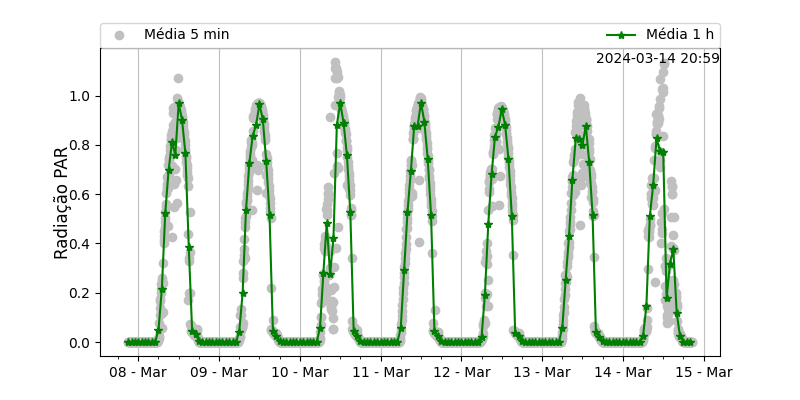 Média 5 min
Média 1 h
2024-03-14 20:59
Radiação PAR
1.0
0.8
0.6
0.4
0.2
0.0
08 - Mar
09 - Mar
10 - Mar
11 - Mar
12 - Mar
13 - Mar
14 - Mar
15 - Mar